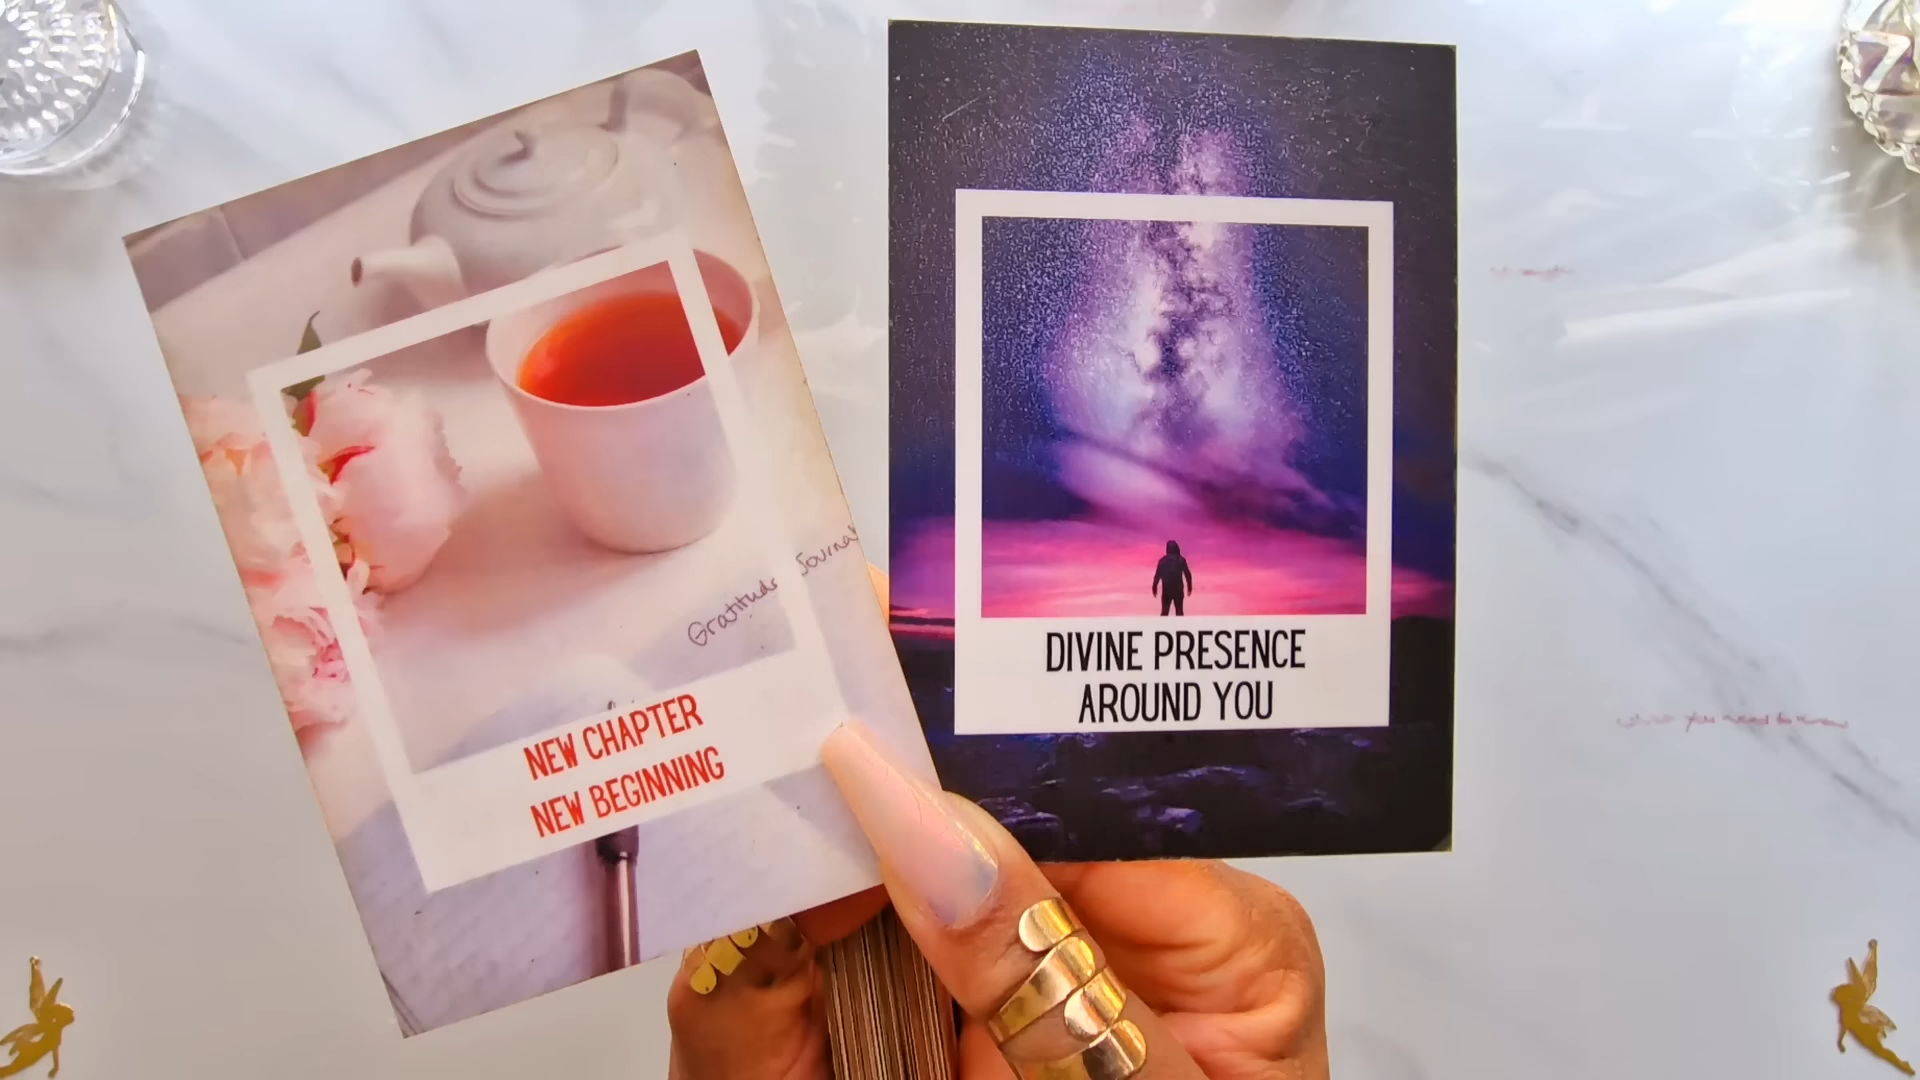 Gratitude Journal
NEW CHAPTER
NEW BEGINNING
DIVINE PRESENCE
AROUND YOU